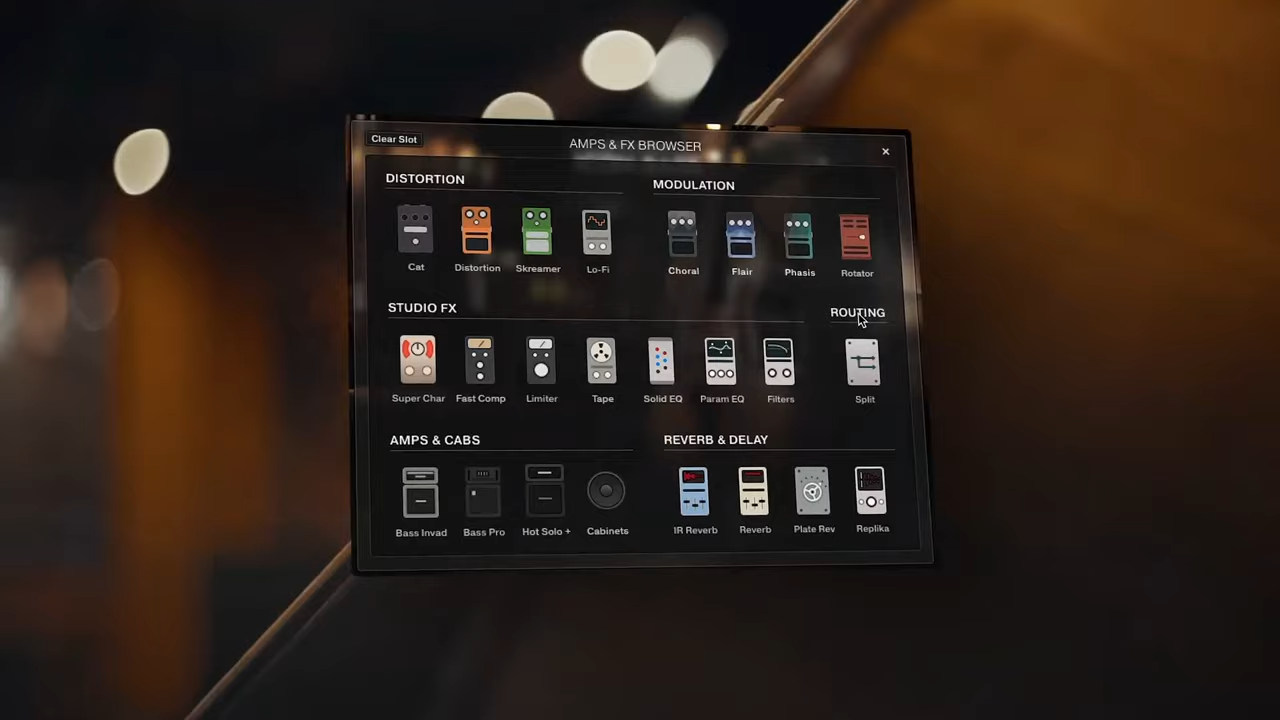 Clear Slot
AMPS & FX BROWSER
×
DISTORTION
Cat
Distortion
Skreamer
Lo-Fi
MODULATION
Choral
Flair
Phasis
Rotator
STUDIO FX
Super Char
Fast Comp
Limiter
Tape
Solid EQ
Param EQ
Filters
ROUTING
Split
AMPS & CABS
Bass Invad
Bass Pro
Hot Solo +
Cabinets
REVERB & DELAY
IR Reverb
Reverb
Plate Rev
Replika